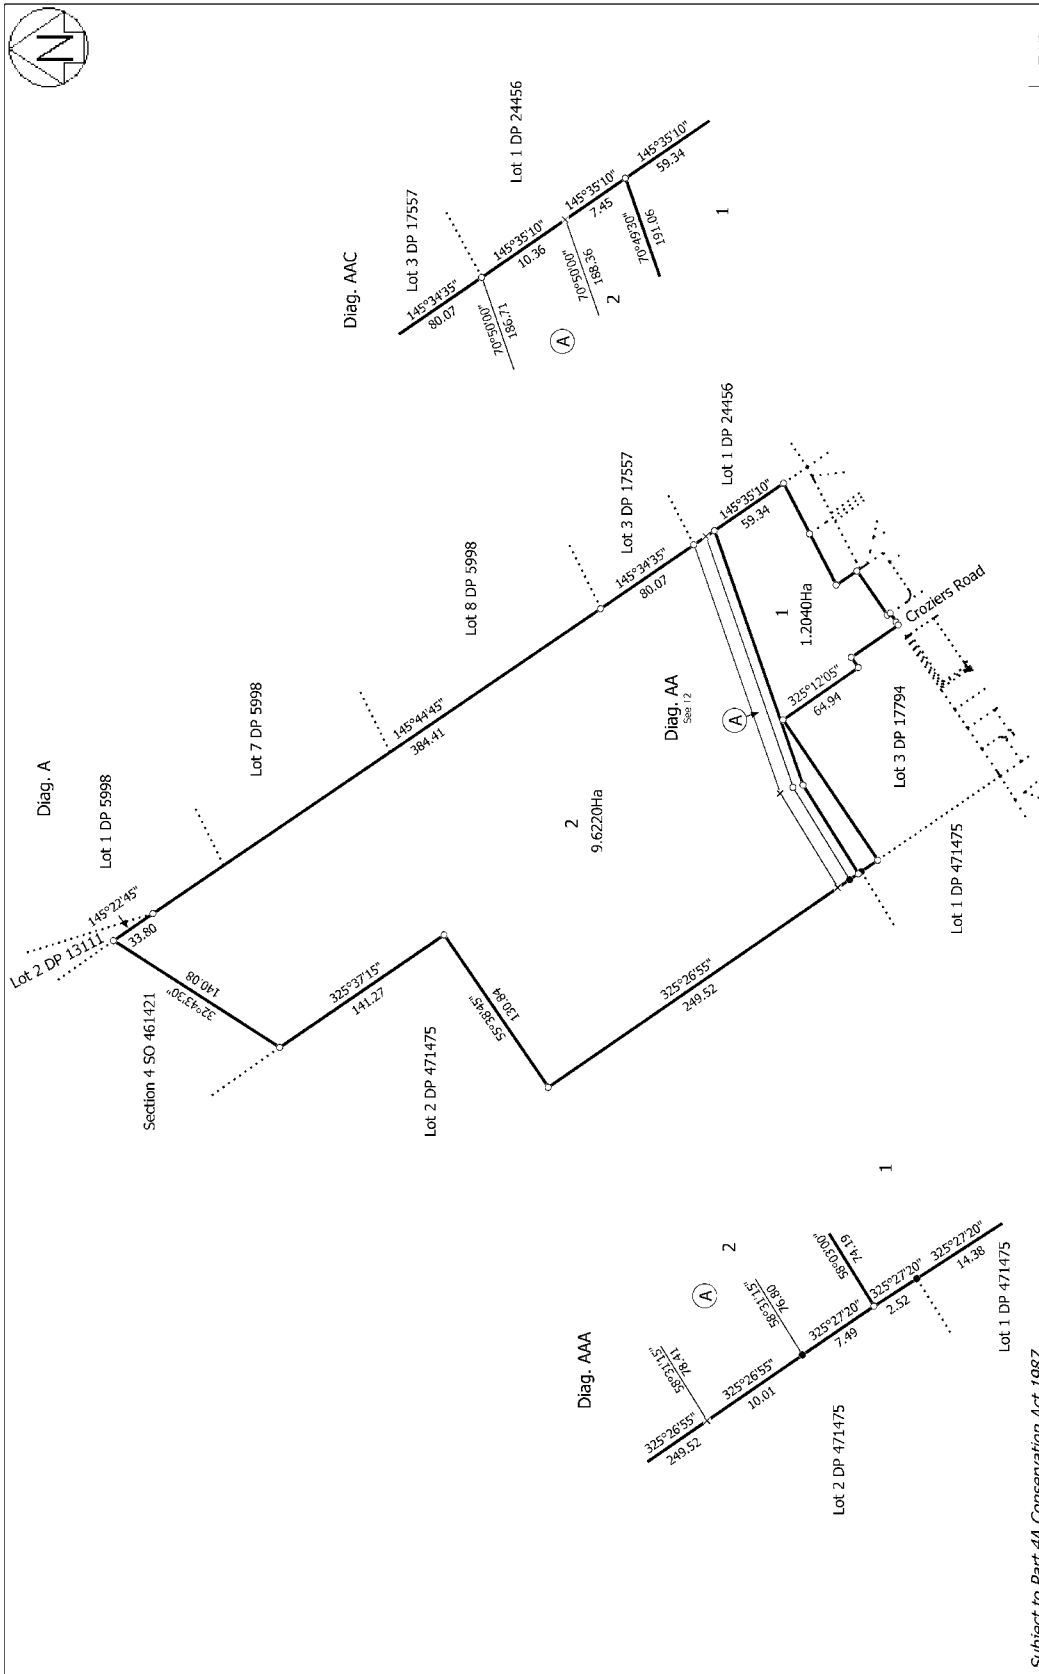 N
Diag. A
Lot 2 DP 13111
Lot 1 DP 5998
145°22'45"
33.80
Lot 7 DP 5998
Lot 8 DP 5998
145°44'45"
384.41
Lot 3 DP 17557
145°34'35"
80.07
Lot 1 DP 24456
145°35'10"
59.34
Section 4 SO 461421
32°43'30"
140.08
325°37'15"
141.27
Lot 2 DP 471475
55°38'45"
130.84
2
9.6220Ha
325°26'55"
249.52
Diag. AA
See T2
A
1
1.2040Ha
325°12'05"
64.94
Lot 3 DP 17794
Croziers Road
Lot 1 DP 471475
Diag. AAC
Lot 3 DP 17557
145°34'35"
80.07
Lot 1 DP 24456
145°35'10"
10.36
145°35'10"
7.45
145°35'10"
59.34
70°50'00"
186.71
A
70°50'00"
188.36
2
70°49'30"
191.06
1
Diag. AAA
325°26'55"
249.52
58°31'15"
78.41
325°26'55"
10.01
A
58°31'15"
76.80
2
325°27'20"
7.49
58°03'00"
74.19
1
325°27'20"
2.52
325°27'20"
14.38
Lot 2 DP 471475
Lot 1 DP 471475
Subject to Part 4A Conservation Act 1987